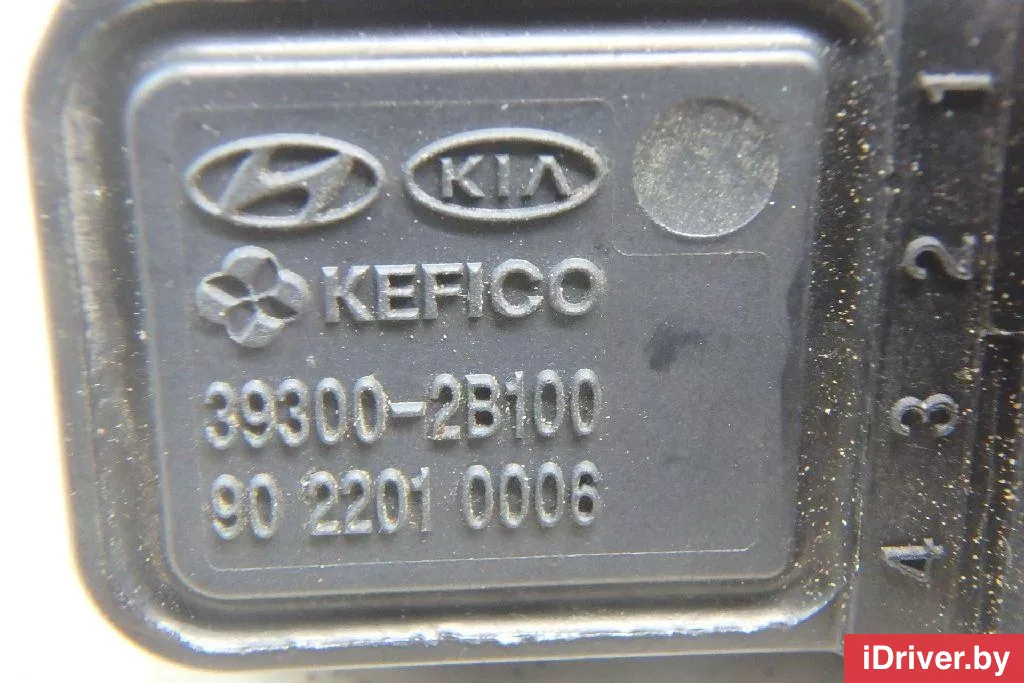 KIA
KEFICO
39300-2B100
90 2201 0006
1
2
3
4
iDriver.by